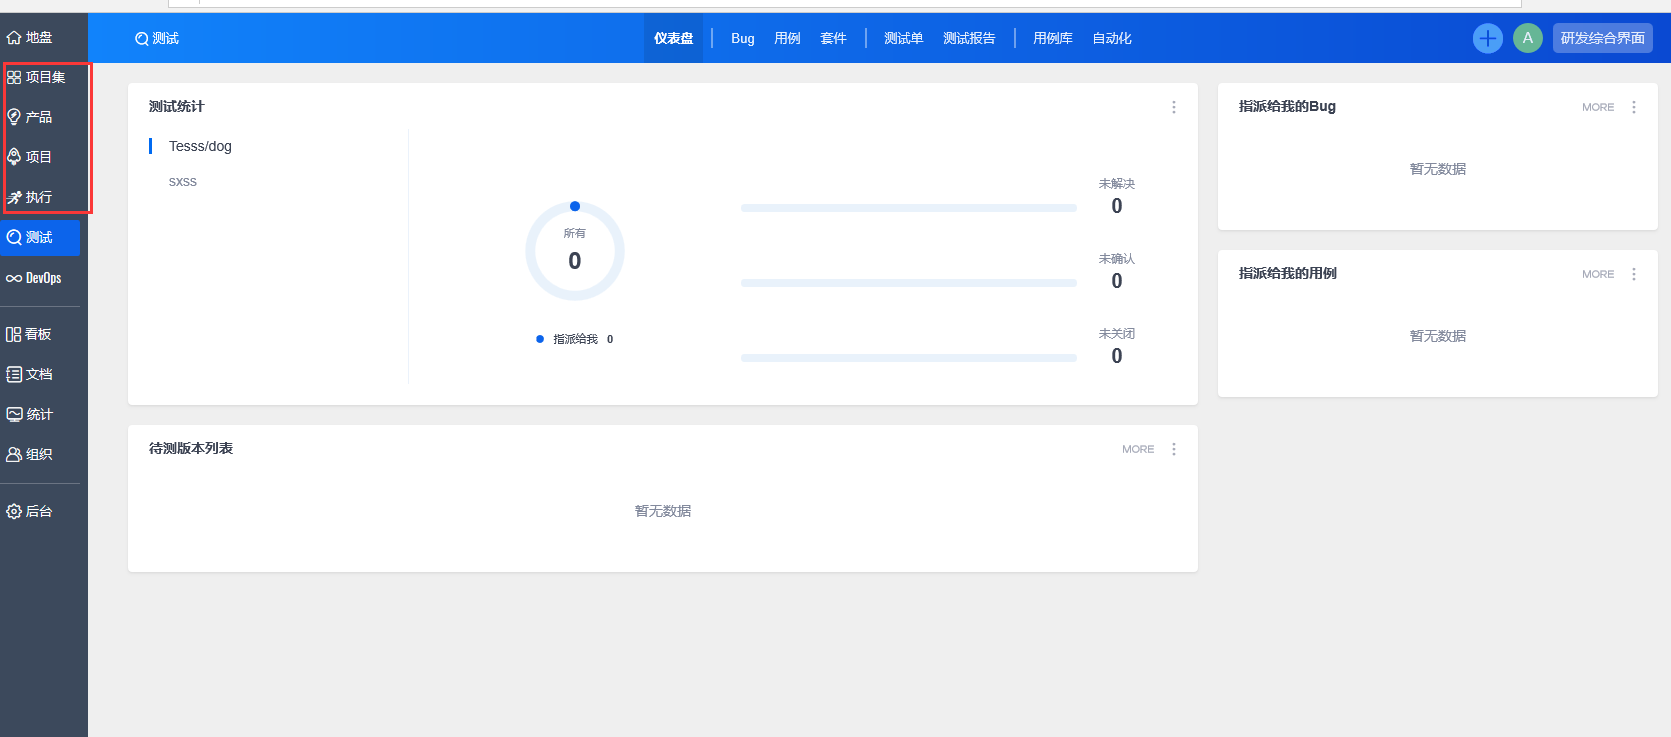 地盘
项目集
产品
项目
执行
测试
DevOps
看板
文档
统计
组织
后台
测试
仪表盘
Bug
用例
套件
测试单
测试报告
用例库
自动化
A
研发综合界面
测试统计
Tesss/dog
sxss
所有
0
指派给我 0
未解决
0
未确认
0
未关闭
0
待测版本列表
MORE
暂无数据
指派给我的Bug
MORE
暂无数据
指派给我的用例
MORE
暂无数据